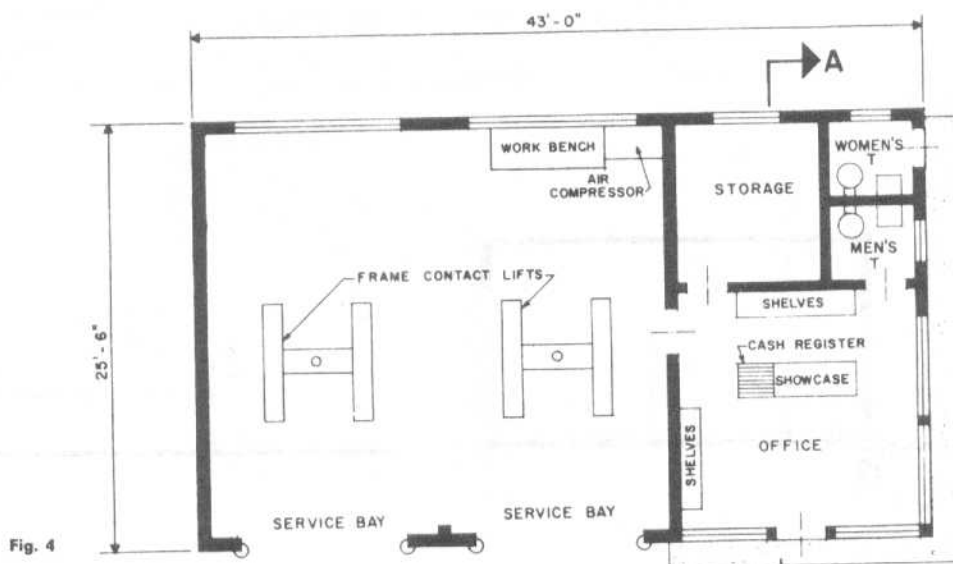 43'-0"
A
WORK BENCH
AIR
COMPRESSOR
STORAGE
WOMEN'S
T
MEN'S
T
FRAME CONTACT LIFTS
SHELVES
25'-6"
CASH REGISTER
SHOWCASE
SHELVES
OFFICE
SERVICE BAY
SERVICE BAY
Fig. 4